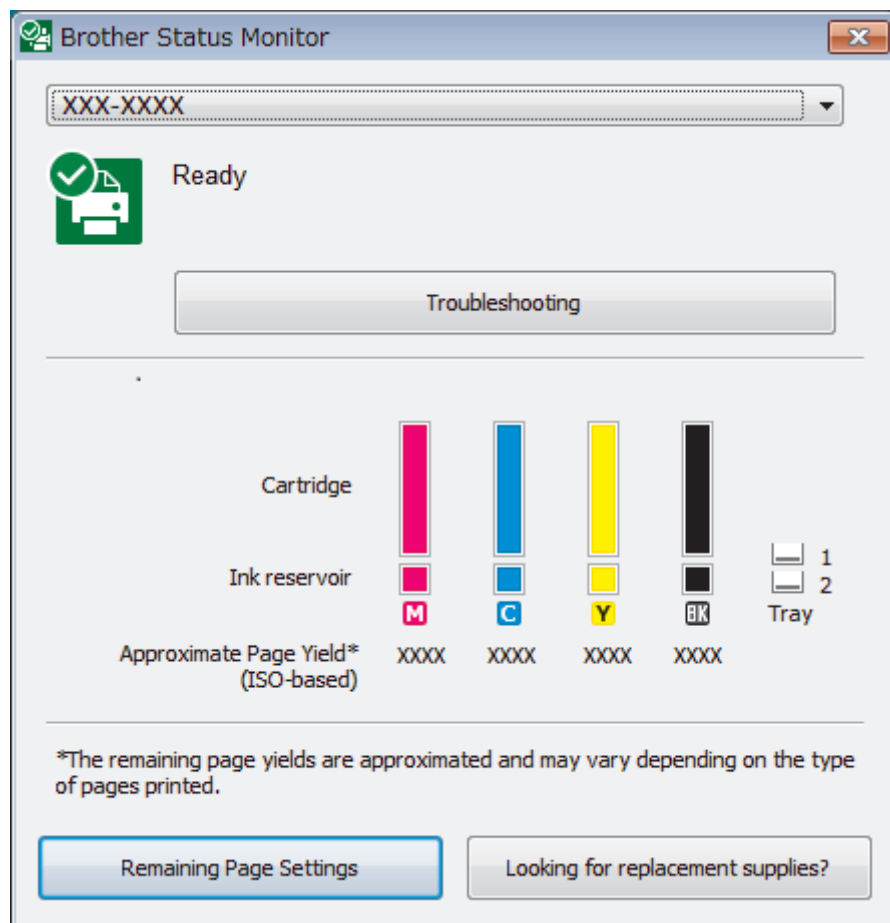 Brother Status Monitor
XXX-XXXX
Ready
Troubleshooting
Cartridge
Ink reservoir
1
2
M C Y BK Tray
Approximate Page Yield* XXXX XXXX XXXX XXXX
(ISO-based)
*The remaining page yields are approximated and may vary depending on the type
of pages printed.
Remaining Page Settings
Looking for replacement supplies?